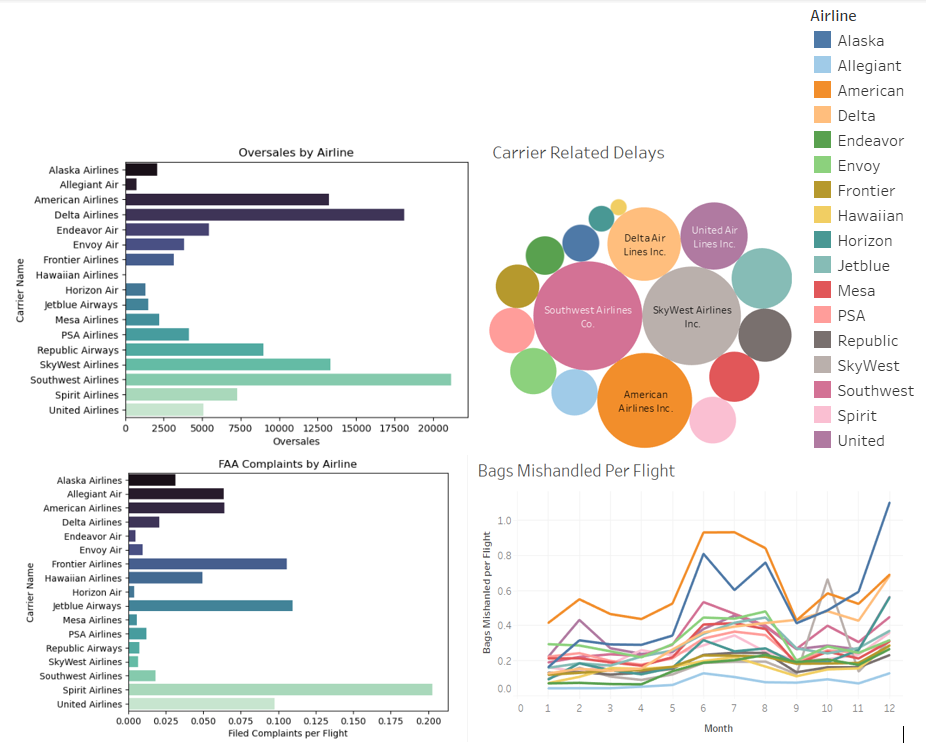 Airline
Alaska
Allegiant
American
Delta
Endeavor
Envoy
Frontier
Hawaiian
Horizon
Jetblue
Mesa
PSA
Republic
SkyWest
Southwest
Spirit
United
Oversales by Airline
Carrier Name
Alaska Airlines
Allegiant Air
American Airlines
Delta Airlines
Endeavor Air
Envoy Air
Frontier Airlines
Hawaiian Airlines
Horizon Air
Jetblue Airways
Mesa Airlines
PSA Airlines
Republic Airways
SkyWest Airlines
Southwest Airlines
Spirit Airlines
United Airlines
0 2500 5000 7500 10000 12500 15000 17500 20000
Oversales
Carrier Related Delays
Delta Air
Lines Inc.
United Air
Lines Inc.
Southwest Airlines
Co.
SkyWest Airlines
Inc.
American
Airlines Inc.
FAA Complaints by Airline
Carrier Name
Alaska Airlines
Allegiant Air
American Airlines
Delta Airlines
Endeavor Air
Envoy Air
Frontier Airlines
Hawaiian Airlines
Horizon Air
Jetblue Airways
Mesa Airlines
PSA Airlines
Republic Airways
SkyWest Airlines
Southwest Airlines
Spirit Airlines
United Airlines
0.000 0.025 0.050 0.075 0.100 0.125 0.150 0.175 0.200
Filed Complaints per Flight
Bags Mishandled Per Flight
Bags Mishanled per Flight
1.0
0.8
0.6
0.4
0.2
0.0
0 1 2 3 4 5 6 7 8 9 10 11 12
Month